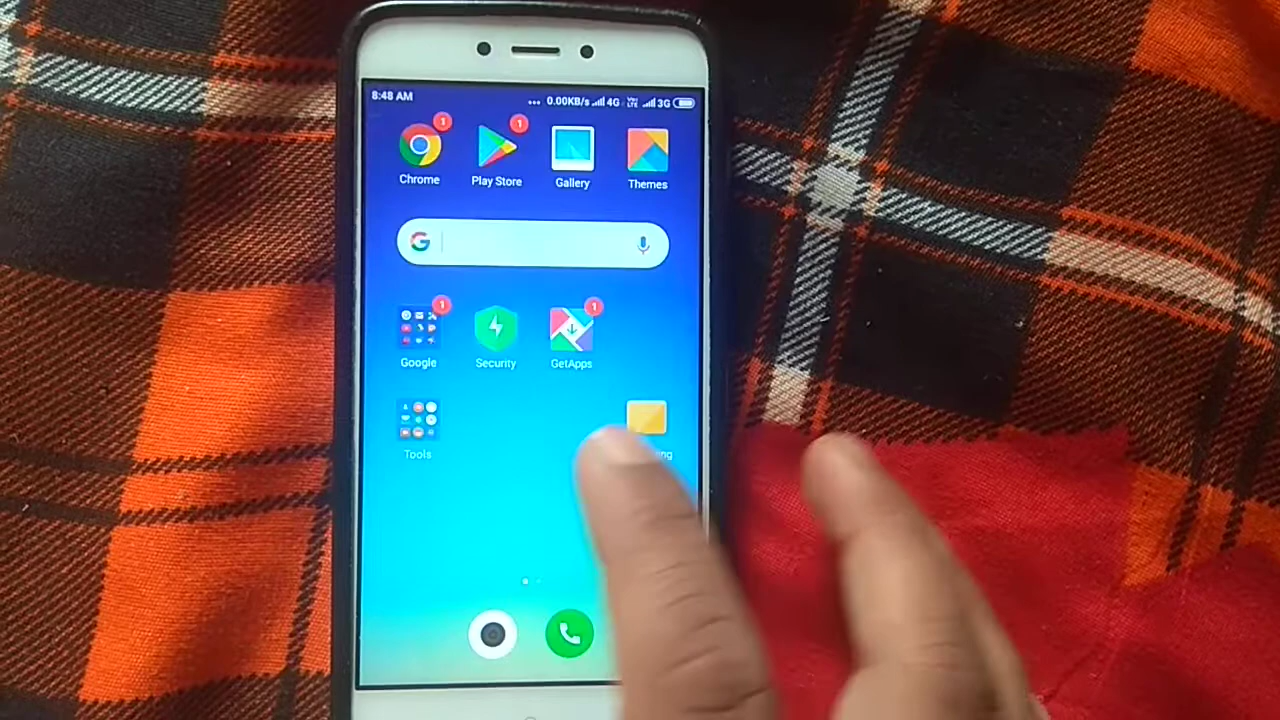 8:48 AM
... 0.00KB/s 4G VoLTE 3G
1 1
Chrome Play Store Gallery Themes
G
1 1
Google Security GetApps
Tools